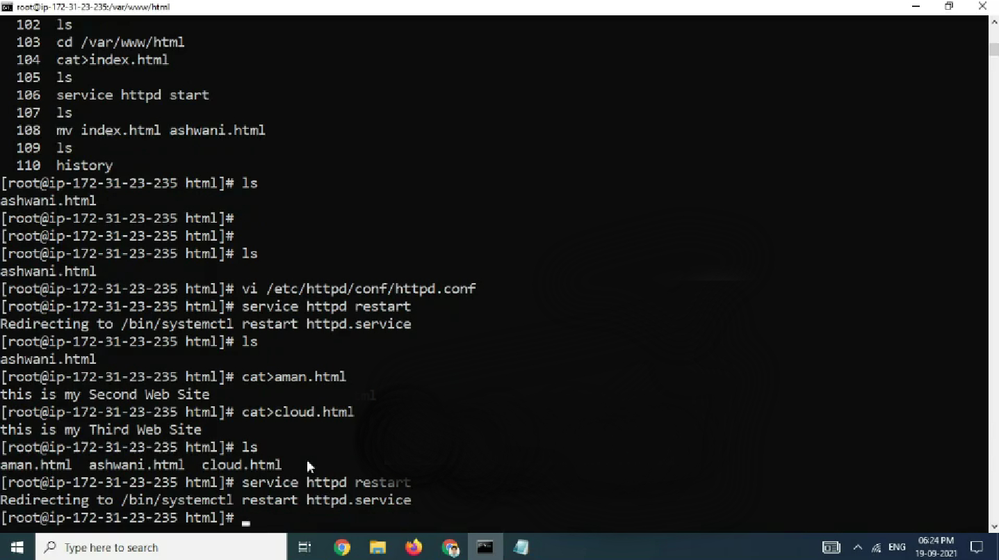 root@ip-172-31-23-235:/var/www/html
102 ls
103 cd /var/www/html
104 cat>index.html
105 ls
106 service httpd start
107 ls
108 mv index.html ashwani.html
109 ls
110 history
[root@ip-172-31-23-235 html]# ls
ashwani.html
[root@ip-172-31-23-235 html]#
[root@ip-172-31-23-235 html]#
[root@ip-172-31-23-235 html]# ls
ashwani.html
[root@ip-172-31-23-235 html]# vi /etc/httpd/conf/httpd.conf
[root@ip-172-31-23-235 html]# service httpd restart
Redirecting to /bin/systemctl restart httpd.service
[root@ip-172-31-23-235 html]# ls
ashwani.html
[root@ip-172-31-23-235 html]# cat>aman.html
this is my Second Web Site
[root@ip-172-31-23-235 html]# cat>cloud.html
this is my Third Web Site
[root@ip-172-31-23-235 html]# ls
aman.html ashwani.html cloud.html
[root@ip-172-31-23-235 html]# service httpd restart
Redirecting to /bin/systemctl restart httpd.service
[root@ip-172-31-23-235 html]#
Type here to search
ENG
06:24 PM
19-09-2021